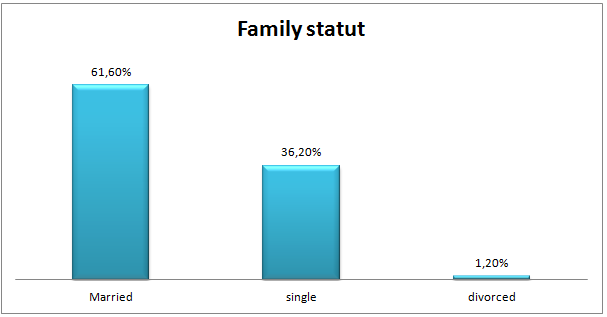 Family statut
61,60%
36,20%
1,20%
Married
single
divorced